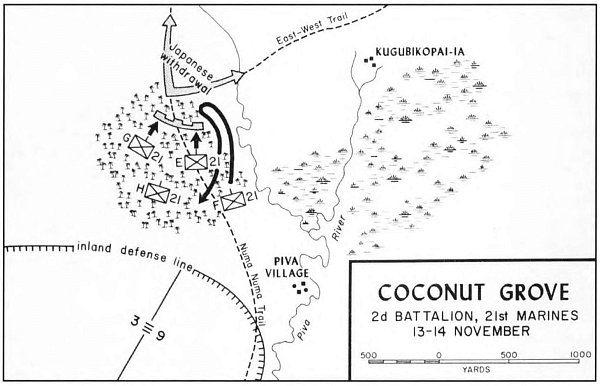 East-West Trail
KUGUBIKOPAI-IA
Japanese
withdrawal
G 21
E 21
H 21
F 21
inland defense line
Numa Numa Trail
PIVA
VILLAGE
Piva River
3 9
COCONUT GROVE
2d BATTALION, 21st MARINES
13-14 NOVEMBER
500 0 500 1000
YARDS